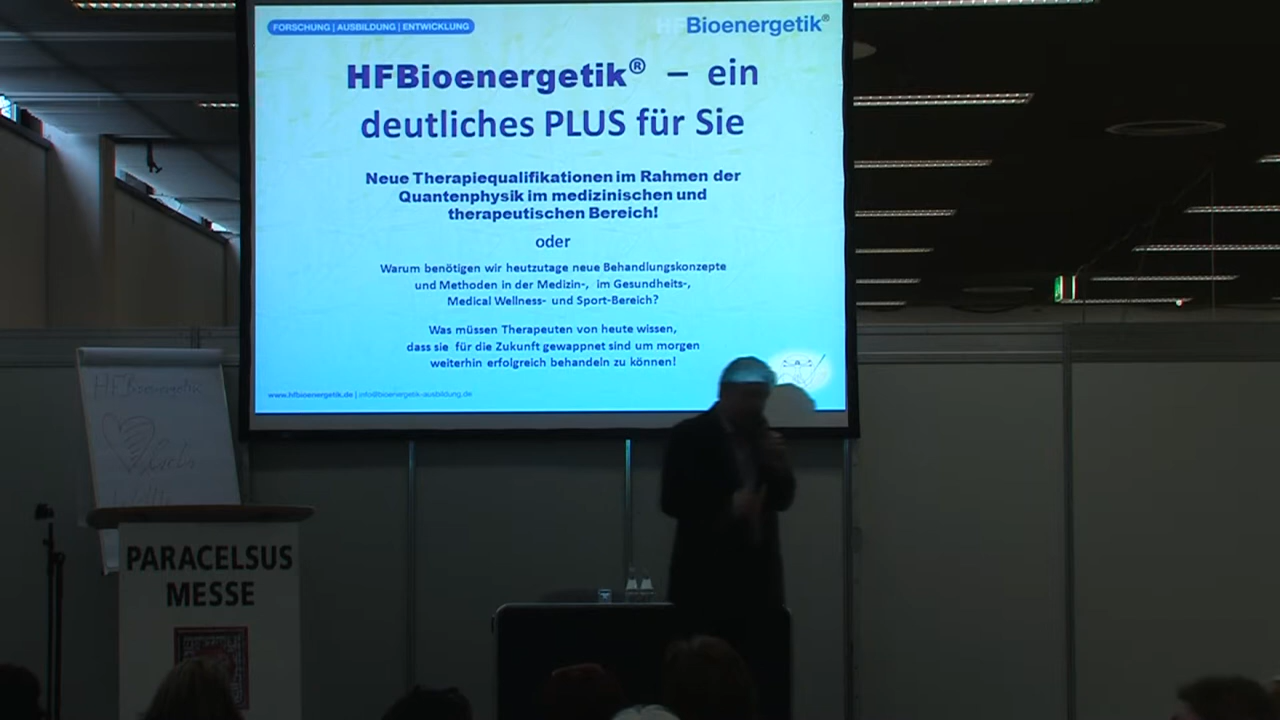 FORSCHUNG | AUSBILDUNG | ENTWICKLUNG
HFBioenergetik®
HFBioenergetik® – ein
deutliches PLUS für Sie
Neue Therapiequalifikationen im Rahmen der
Quantenphysik im medizinischen und
therapeutischen Bereich!
oder
Warum benötigen wir heutzutage neue Behandlungskonzepte
und Methoden in der Medizin-, im Gesundheits-,
Medical Wellness- und Sport-Bereich?
Was müssen Therapeuten von heute wissen,
dass sie für die Zukunft gewappnet sind um morgen
weiterhin erfolgreich behandeln zu können!
www.hfbioenergetik.de | info@bioenergetik-ausbildung.de
HFBioenergetik
PARACELSUS
MESSE